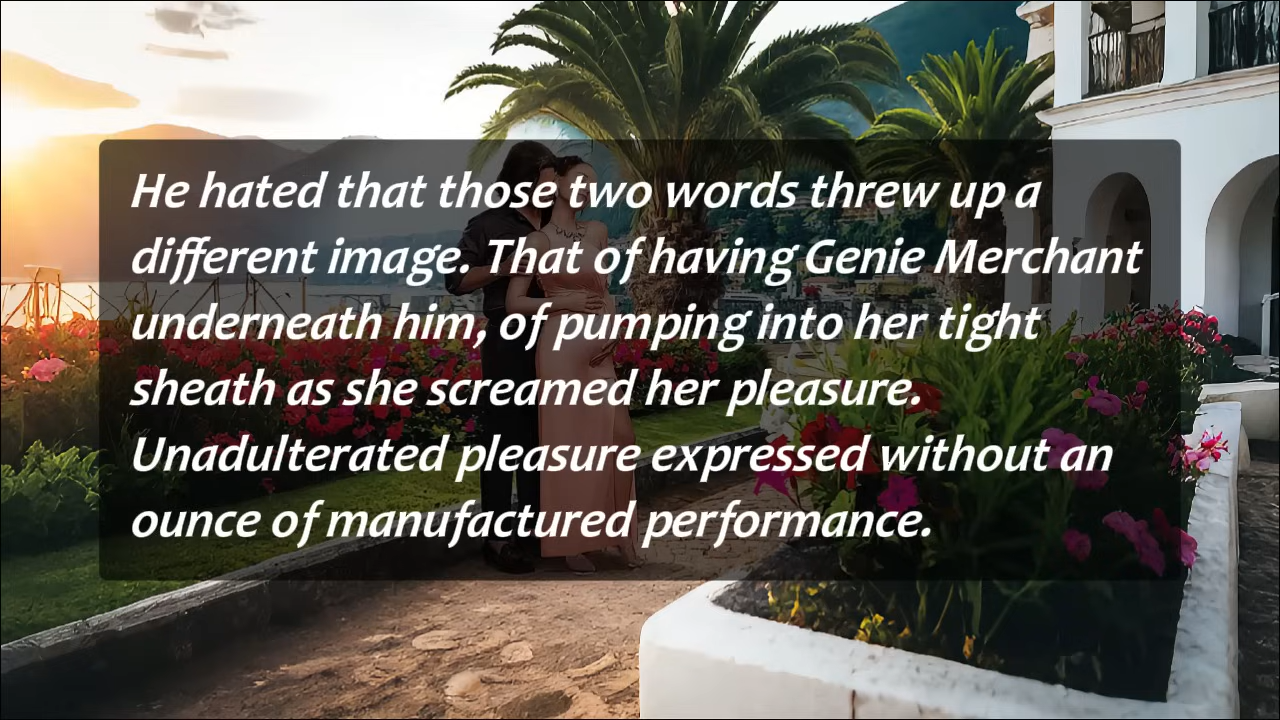 He hated that those two words threw up a
different image. That of having Genie Merchant
underneath him, of pumping into her tight
sheath as she screamed her pleasure.
Unadulterated pleasure expressed without an
ounce of manufactured performance.